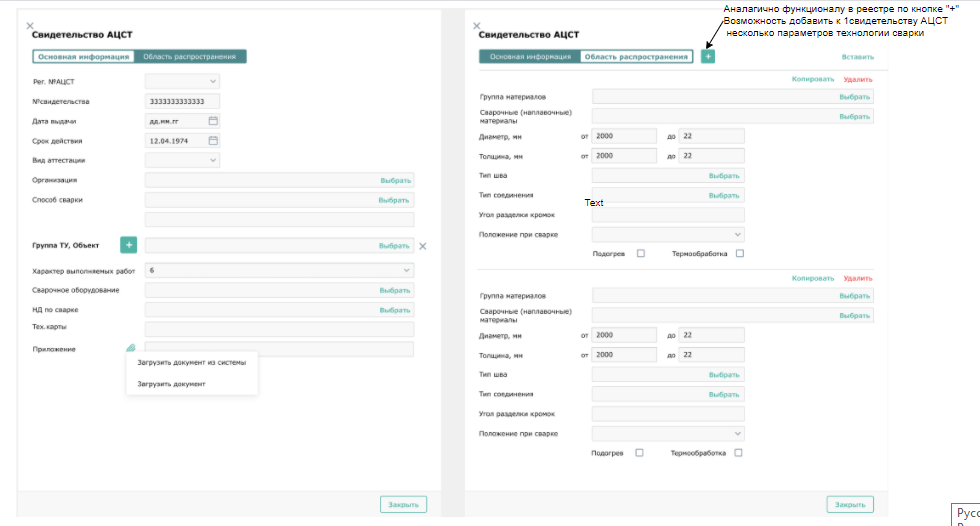 Аналагично функционалу в реестре по кнопке "+"
Возможность добавить к 1свидетельству АЦСТ
несколько параметров технологии сварки
Свидетельство АЦСТ
Основная информация
Область распространения
Рег. №АЦСТ
№свидетельства
3333333333333
Дата выдачи
дд.мм.гг
Срок действия
12.04.1974
Вид аттестации
Организация
Выбрать
Способ сварки
Выбрать
Группа ТУ, Объект
+
Выбрать
Характер выполняемых работ
6
Сварочное оборудование
Выбрать
НД по сварке
Выбрать
Тех.карты
Приложение
Загрузить документ из системы
Загрузить документ
Закрыть
Свидетельство АЦСТ
Основная информация
Область распространения
+
Вставить
Копировать
Удалить
Группа материалов
Выбрать
Сварочные (наплавочные)
материалы
Выбрать
Диаметр, мм
от
2000
до
22
Толщина, мм
от
2000
до
22
Тип шва
Выбрать
Тип соединения
Выбрать
Text
Угол разделки кромок
Положение при сварке
Подогрев
Термообработка
Копировать
Удалить
Группа материалов
Выбрать
Сварочные (наплавочные)
материалы
Выбрать
Диаметр, мм
от
2000
до
22
Толщина, мм
от
2000
до
22
Тип шва
Выбрать
Тип соединения
Выбрать
Угол разделки кромок
Положение при сварке
Подогрев
Термообработка
Закрыть